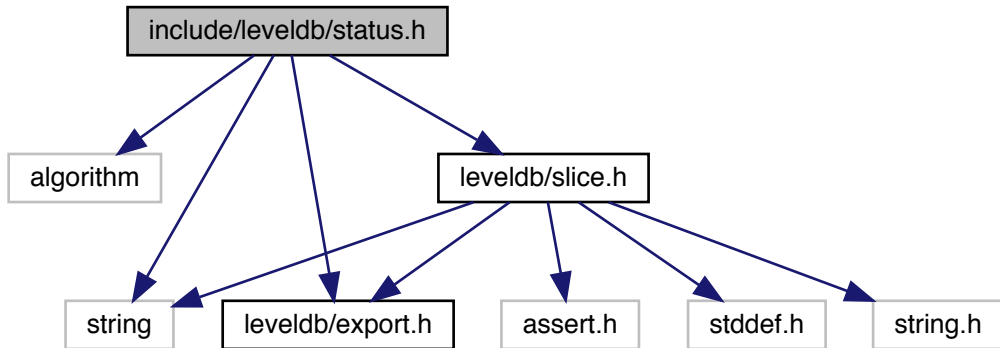 include/leveldb/status.h
algorithm
leveldb/slice.h
string
leveldb/export.h
assert.h
stddef.h
string.h